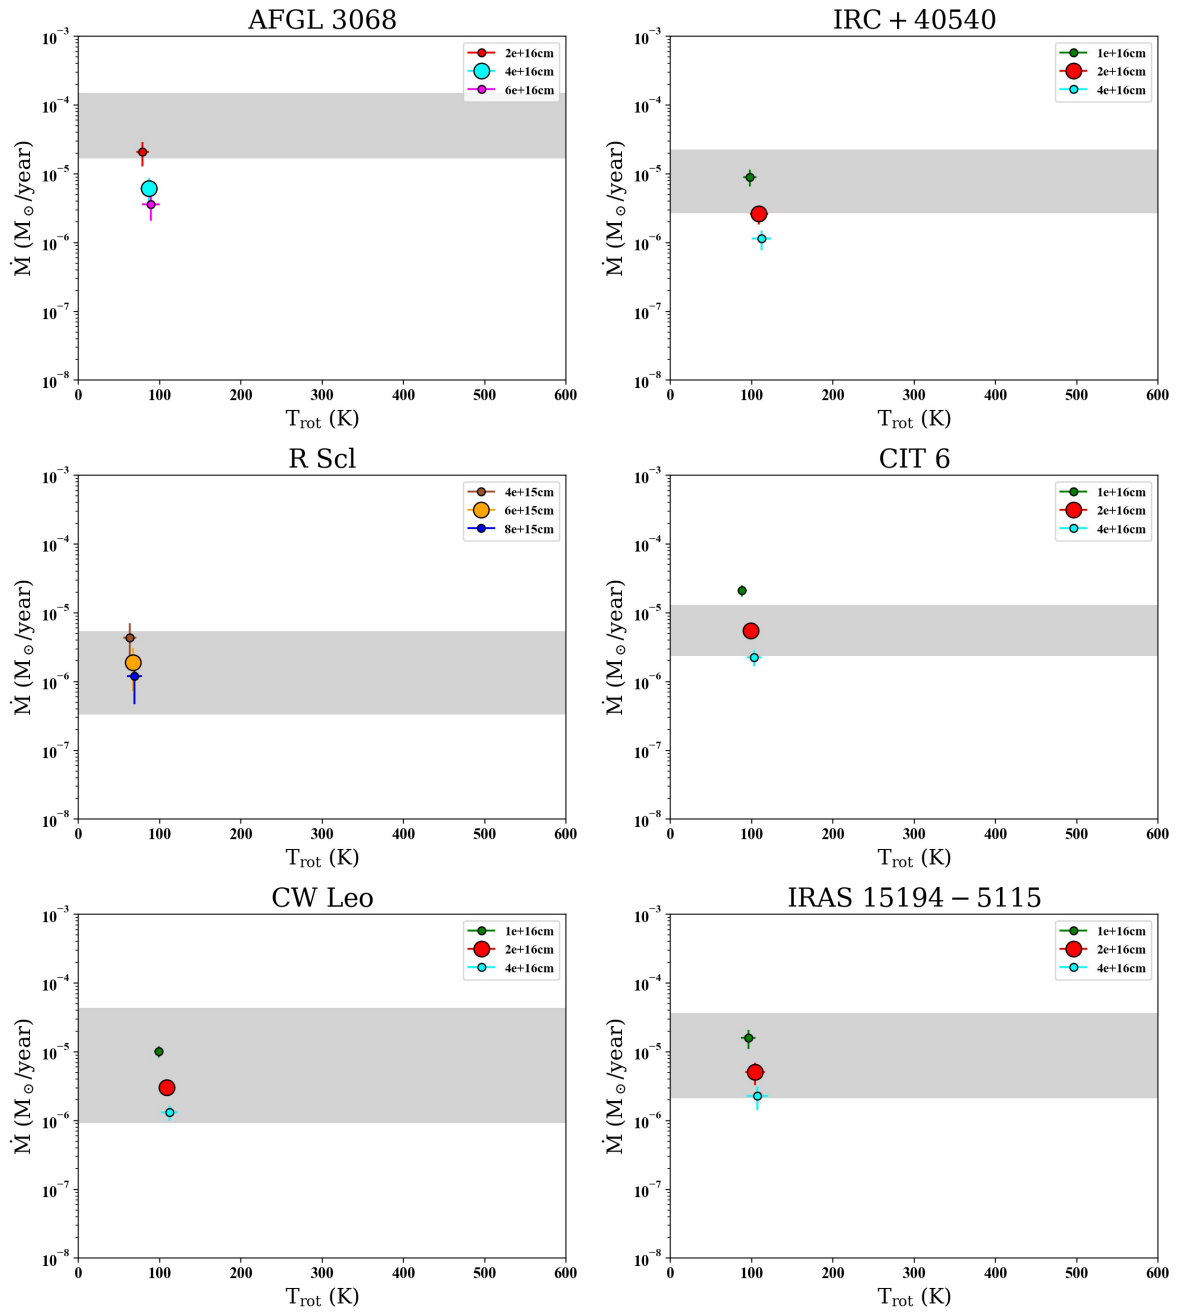 AFGL 3068
10⁻³
10⁻⁴
10⁻⁵
10⁻⁶
10⁻⁷
10⁻⁸
Ṁ (M⊙/year)
2e+16cm
4e+16cm
6e+16cm
0 100 200 300 400 500 600
T_rot (K)
IRC + 40540
10⁻³
10⁻⁴
10⁻⁵
10⁻⁶
10⁻⁷
10⁻⁸
Ṁ (M⊙/year)
1e+16cm
2e+16cm
4e+16cm
0 100 200 300 400 500 600
T_rot (K)
R Scl
10⁻³
10⁻⁴
10⁻⁵
10⁻⁶
10⁻⁷
10⁻⁸
Ṁ (M⊙/year)
4e+15cm
6e+15cm
8e+15cm
0 100 200 300 400 500 600
T_rot (K)
CIT 6
10⁻³
10⁻⁴
10⁻⁵
10⁻⁶
10⁻⁷
10⁻⁸
Ṁ (M⊙/year)
1e+16cm
2e+16cm
4e+16cm
0 100 200 300 400 500 600
T_rot (K)
CW Leo
10⁻³
10⁻⁴
10⁻⁵
10⁻⁶
10⁻⁷
10⁻⁸
Ṁ (M⊙/year)
1e+16cm
2e+16cm
4e+16cm
0 100 200 300 400 500 600
T_rot (K)
IRAS 15194 − 5115
10⁻³
10⁻⁴
10⁻⁵
10⁻⁶
10⁻⁷
10⁻⁸
Ṁ (M⊙/year)
1e+16cm
2e+16cm
4e+16cm
0 100 200 300 400 500 600
T_rot (K)